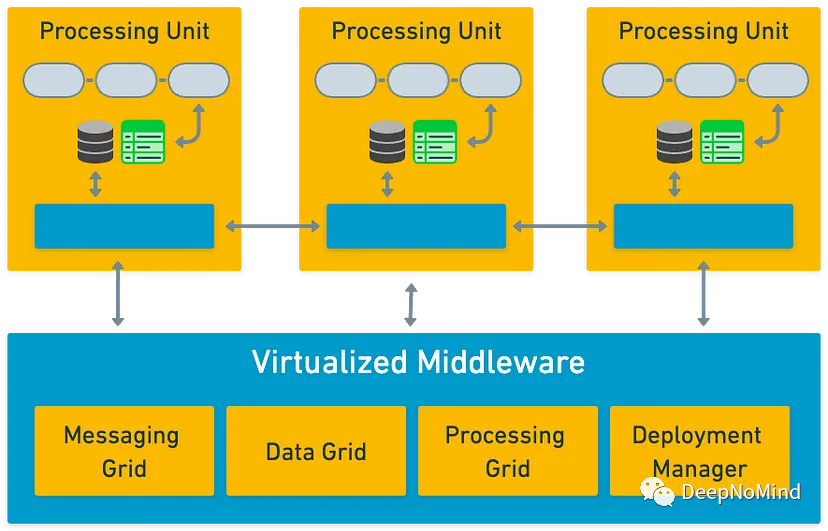 Processing Unit
Processing Unit
Processing Unit
Virtualized Middleware
Messaging
Grid
Data Grid
Processing
Grid
Deployment
Manager
DeepNoMind